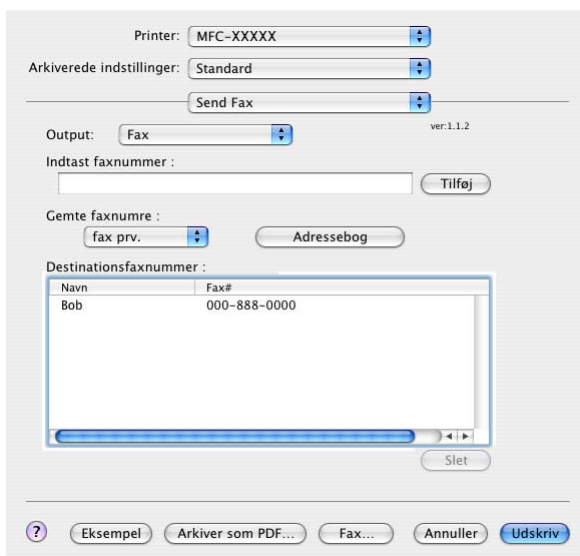 Printer: MFC-XXXXX
Arkiverede indstillinger: Standard
Send Fax
Output: Fax
ver:1.1.2
Indtast faxnummer :
Tilføj
Gemte faxnumre :
fax prv. Adressebog
Destinationsfaxnummer :
Navn Fax#
Bob 000-888-0000
Slet
? Eksempel Arkiver som PDF... Fax... Annuller Udskriv